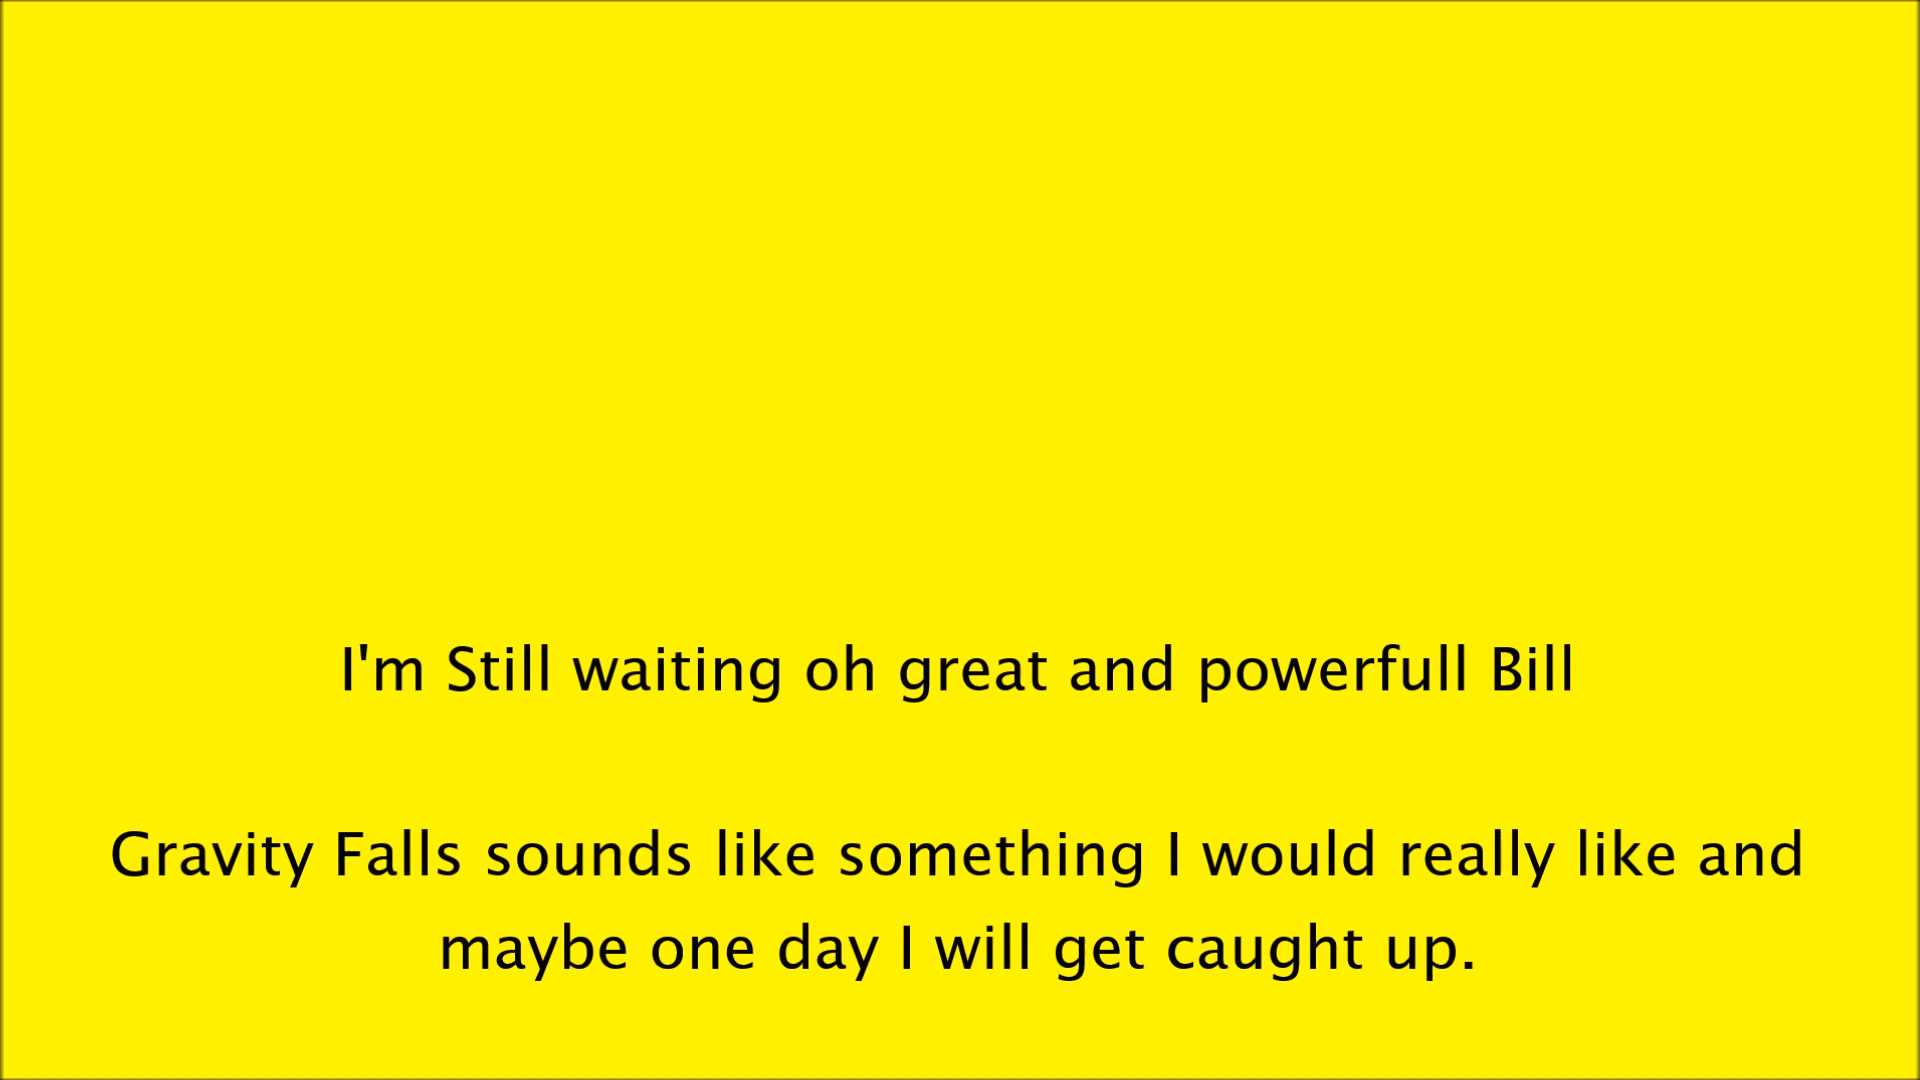 I'm Still waiting oh great and powerfull Bill
Gravity Falls sounds like something I would really like and
maybe one day I will get caught up.